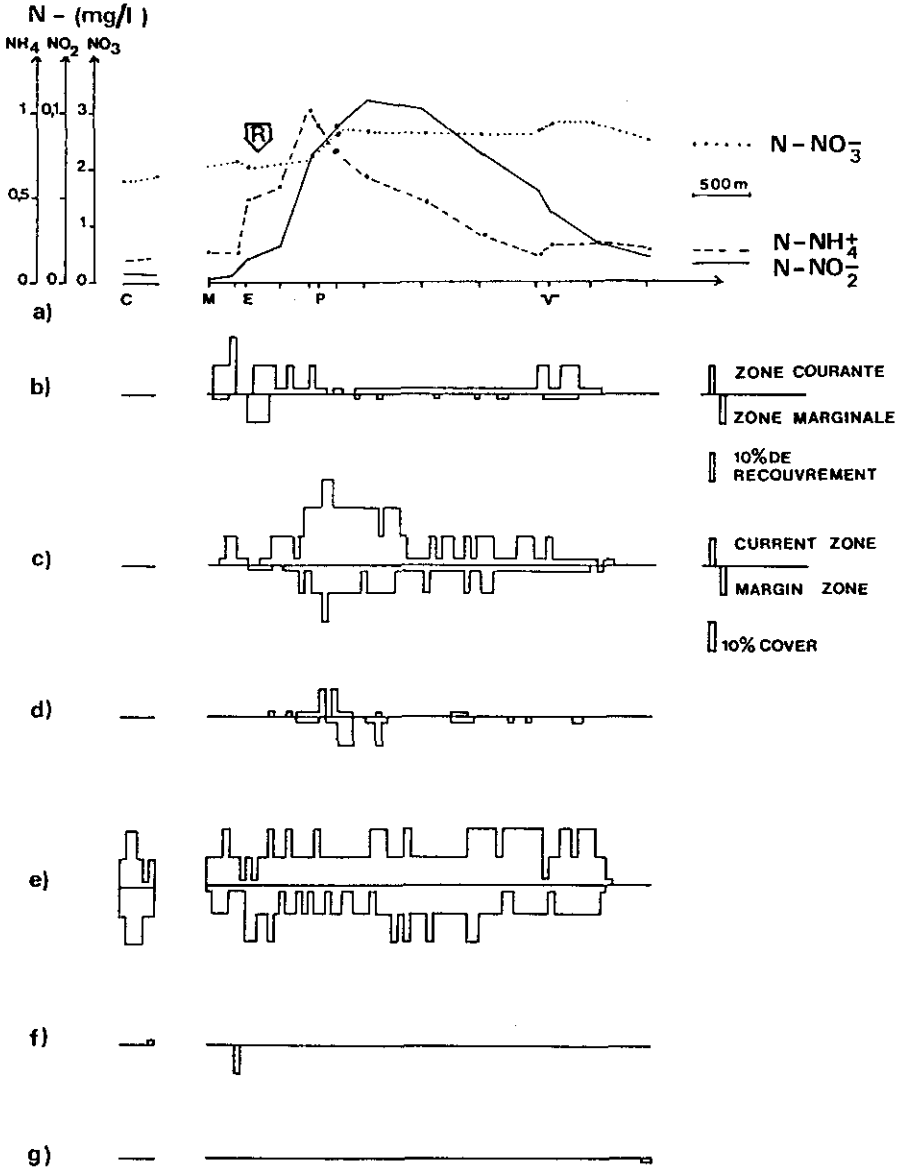 N - (mg/l)
NH4 NO2 NO3
1 0,1 3
2
0,5
1
0 0 0
R
C M E P V
N-NO3-
500 m
N-NH4+
N-NO2-
a)
b)
ZONE COURANTE
ZONE MARGINALE
10% DE
RECOUVREMENT
c)
CURRENT ZONE
MARGIN ZONE
10% COVER
d)
e)
f)
g)